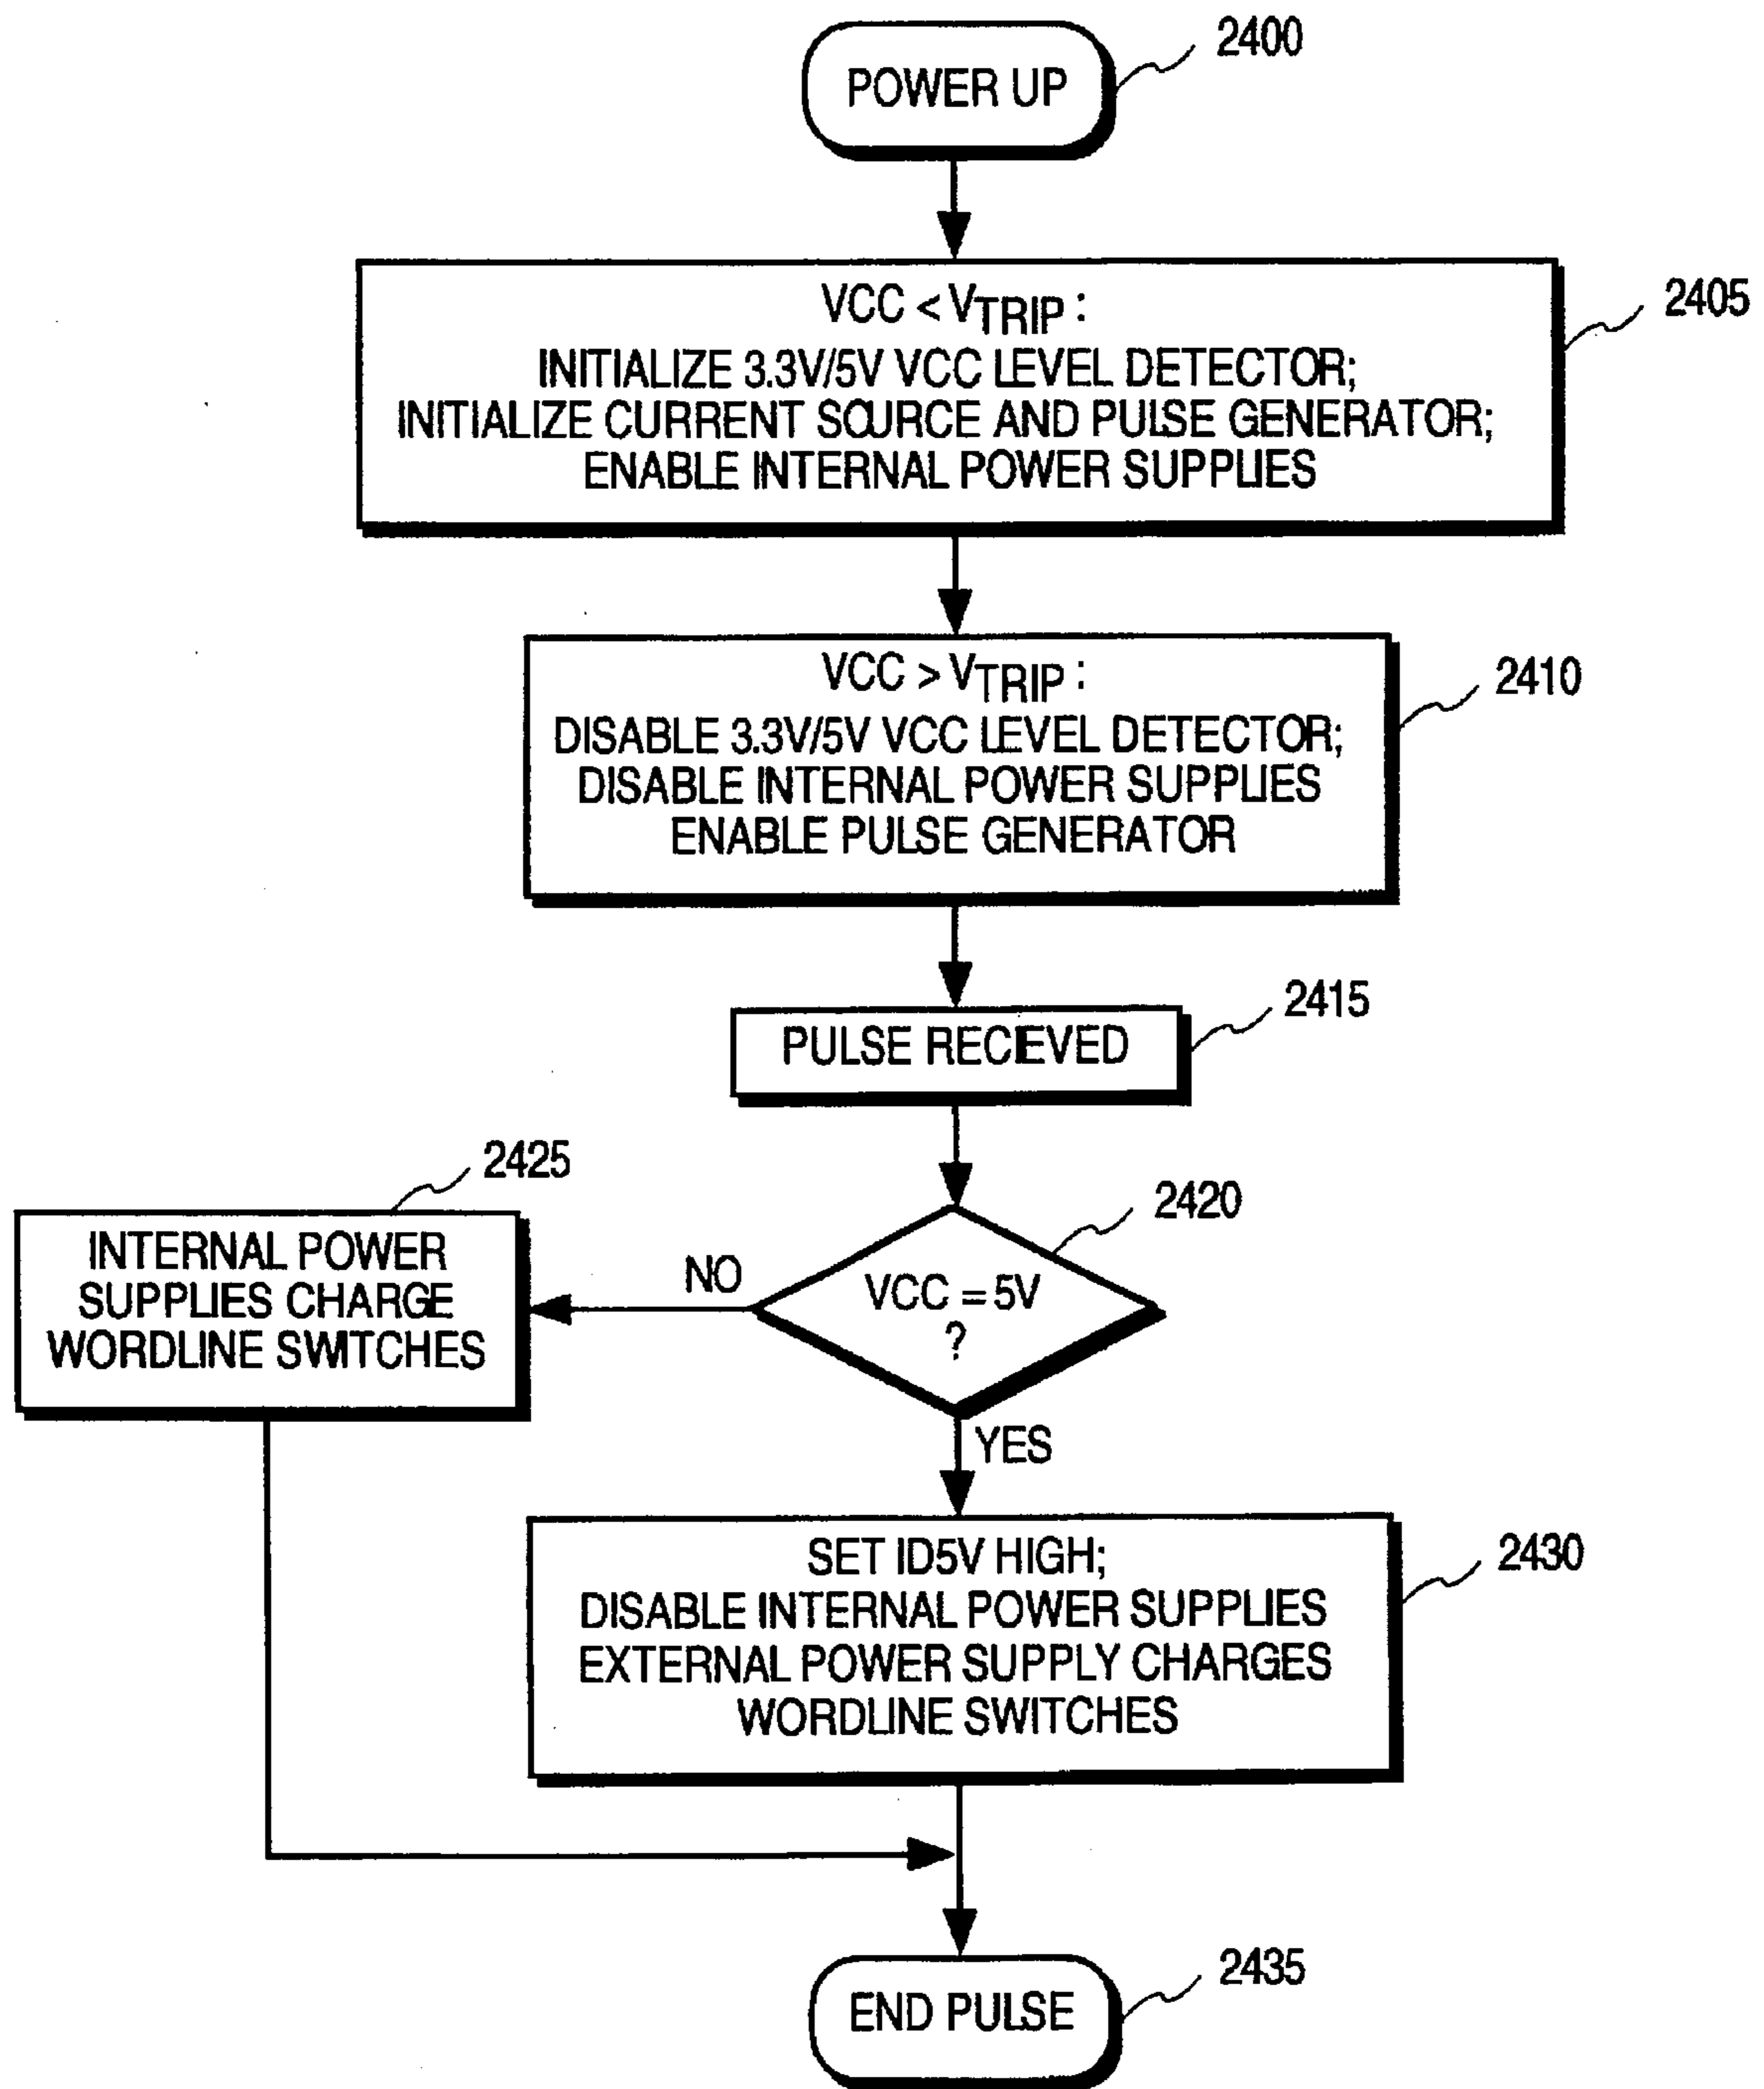 2400
POWER UP
2405
VCC < VTRIP :
INITIALIZE 3.3V/5V VCC LEVEL DETECTOR;
INITIALIZE CURRENT SOURCE AND PULSE GENERATOR;
ENABLE INTERNAL POWER SUPPLIES
2410
VCC > VTRIP :
DISABLE 3.3V/5V VCC LEVEL DETECTOR;
DISABLE INTERNAL POWER SUPPLIES
ENABLE PULSE GENERATOR
2415
PULSE RECIEVED
2425
INTERNAL POWER
SUPPLIES CHARGE
WORDLINE SWITCHES
NO
2420
VCC = 5V
?
YES
2430
SET ID5V HIGH;
DISABLE INTERNAL POWER SUPPLIES
EXTERNAL POWER SUPPLY CHARGES
WORDLINE SWITCHES
2435
END PULSE